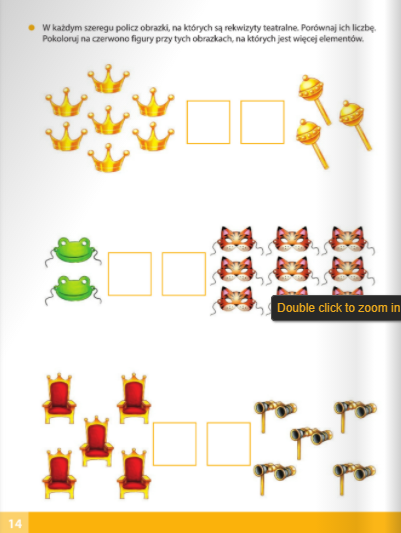 W każdym szeregu policz obrazki, na których są rekwizyty teatralne. Porównaj ich liczbę.
Pokoloruj na czerwono figury przy tych obrazkach, na których jest więcej elementów.
Double click to zoom in
14